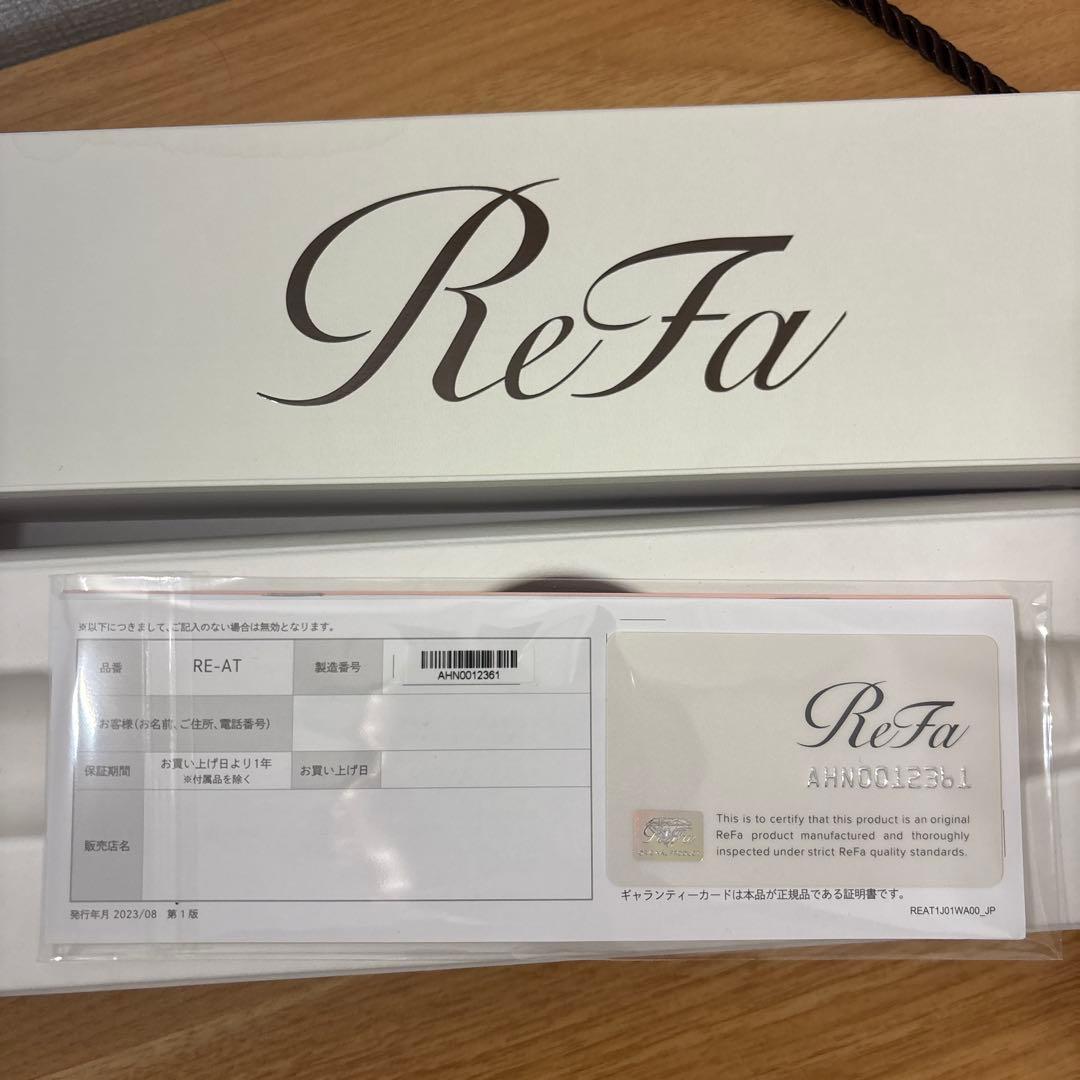 ReFa
※以下につきまして、ご記入のない場合は無効となります。
品番
RE-AT
製造番号
AHN0012361
お客様(お名前、ご住所、電話番号)
保証期間
お買い上げ日より1年
※付属品を除く
お買い上げ日
販売店名
発行年月 2023/08 第1版
ReFa
AHN0012361
This is to certify that this product is an original
ReFa product manufactured and thoroughly
inspected under strict ReFa quality standards.
ReFa
ORIGINAL PRODUCT
ギャランティーカードは本品が正規品である証明書です。
REAT1J01WA00_JP